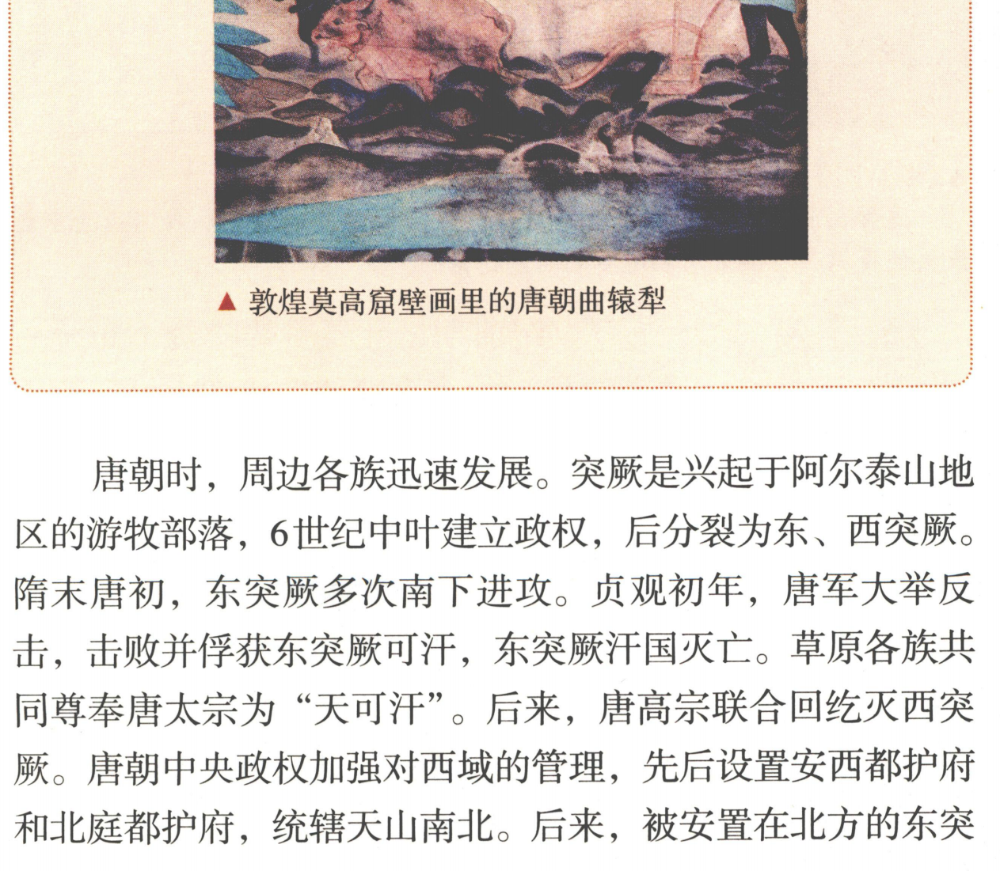 ▲ 敦煌莫高窟壁画里的唐朝曲辕犁
唐朝时，周边各族迅速发展。突厥是兴起于阿尔泰山地
区的游牧部落，6世纪中叶建立政权，后分裂为东、西突厥。
隋末唐初，东突厥多次南下进攻。贞观初年，唐军大举反
击，击败并俘获东突厥可汗，东突厥汗国灭亡。草原各族共
同尊奉唐太宗为“天可汗”。后来，唐高宗联合回纥灭西突
厥。唐朝中央政权加强对西域的管理，先后设置安西都护府
和北庭都护府，统辖天山南北。后来，被安置在北方的东突